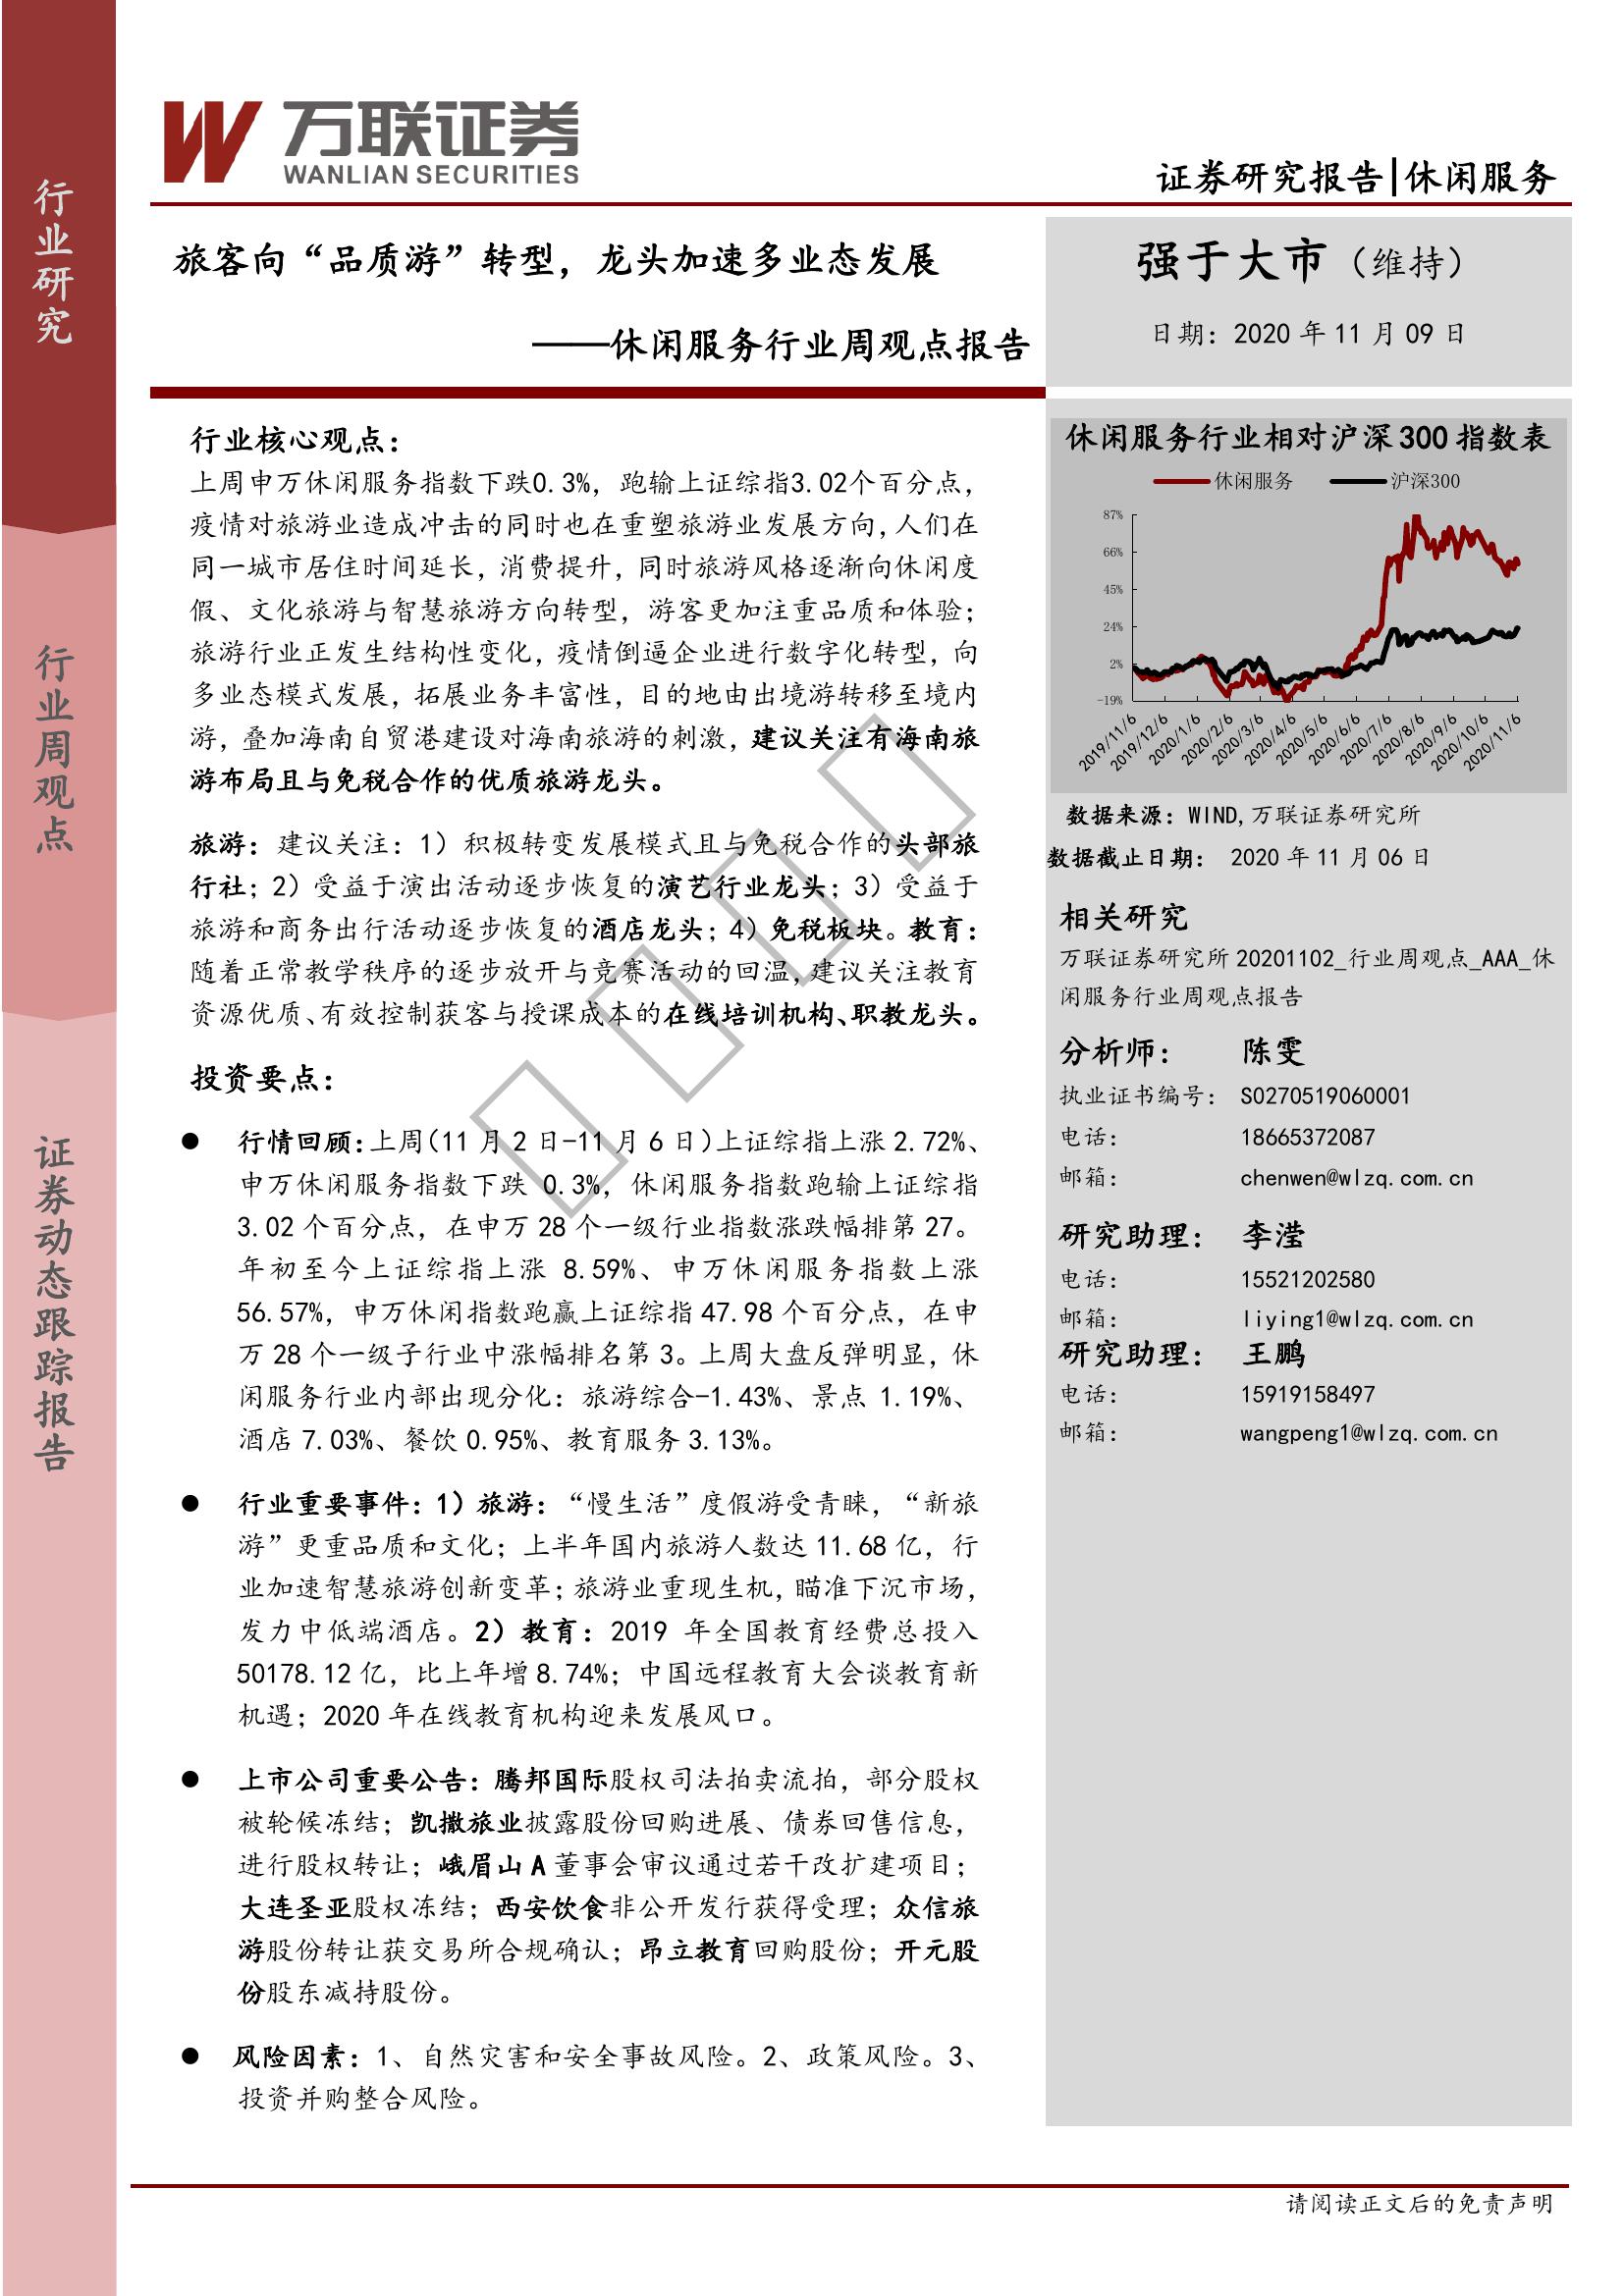 行业研究
行业周观点
证券动态跟踪报告
万联证券
WANLIAN SECURITIES
证券研究报告|休闲服务
旅客向“品质游”转型，龙头加速多业态发展
——休闲服务行业周观点报告
强于大市（维持）
日期：2020 年 11 月 09 日
行业核心观点：
上周申万休闲服务指数下跌0.3%，跑输上证综指3.02个百分点，
疫情对旅游业造成冲击的同时也在重塑旅游业发展方向，人们在
同一城市居住时间延长，消费提升，同时旅游风格逐渐向休闲度
假、文化旅游与智慧旅游方向转型，游客更加注重品质和体验；
旅游行业正发生结构性变化，疫情倒逼企业进行数字化转型，向
多业态模式发展，拓展业务丰富性，目的地由出境游转移至境内
游，叠加海南自贸港建设对海南旅游的刺激，建议关注有海南旅
游布局且与免税合作的优质旅游龙头。
旅游：建议关注：1）积极转变发展模式且与免税合作的头部旅
行社；2）受益于演出活动逐步恢复的演艺行业龙头；3）受益于
旅游和商务出行活动逐步恢复的酒店龙头；4）免税板块。教育：
随着正常教学秩序的逐步放开与竞赛活动的回温，建议关注教育
资源优质、有效控制获客与授课成本的在线培训机构、职教龙头。
投资要点：
● 行情回顾：上周（11 月 2 日-11 月 6 日）上证综指上涨 2.72%、
申万休闲服务指数下跌 0.3%，休闲服务指数跑输上证综指
3.02 个百分点，在申万 28 个一级行业指数涨跌幅排第 27。
年初至今上证综指上涨 8.59%、申万休闲服务指数上涨
56.57%，申万休闲指数跑赢上证综指 47.98 个百分点，在申
万 28 个一级子行业中涨幅排名第 3。上周大盘反弹明显，休
闲服务行业内部出现分化：旅游综合-1.43%、景点 1.19%、
酒店 7.03%、餐饮 0.95%、教育服务 3.13%。
● 行业重要事件：1）旅游：“慢生活”度假游受青睐，“新旅
游”更重品质和文化；上半年国内旅游人数达 11.68 亿，行
业加速智慧旅游创新变革；旅游业重现生机，瞄准下沉市场，
发力中低端酒店。2）教育：2019 年全国教育经费总投入
50178.12 亿，比上年增 8.74%；中国远程教育大会谈教育新
机遇；2020 年在线教育机构迎来发展风口。
● 上市公司重要公告：腾邦国际股权司法拍卖流拍，部分股权
被轮候冻结；凯撒旅业披露股份回购进展、债券回售信息，
进行股权转让；峨眉山 A 董事会审议通过若干改扩建项目；
大连圣亚股权冻结；西安饮食非公开发行获得受理；众信旅
游股份转让获交易所合规确认；昂立教育回购股份；开元股
份股东减持股份。
● 风险因素：1、自然灾害和安全事故风险。2、政策风险。3、
投资并购整合风险。
休闲服务行业相对沪深 300 指数表
休闲服务 沪深300
87%
66%
45%
24%
2%
-19%
2019/11/6 2019/12/6 2020/1/6 2020/2/6 2020/3/6 2020/4/6 2020/5/6 2020/6/6 2020/7/6 2020/8/6 2020/9/6 2020/10/6 2020/11/6
数据来源：WIND,万联证券研究所
数据截止日期： 2020 年 11 月 06 日
相关研究
万联证券研究所 20201102_行业周观点_AAA_休
闲服务行业周观点报告
分析师： 陈雯
执业证书编号： S0270519060001
电话： 18665372087
邮箱： chenwen@wlzq.com.cn
研究助理： 李滢
电话： 15521202580
邮箱： liying1@wlzq.com.cn
研究助理： 王鹏
电话： 15919158497
邮箱： wangpeng1@wlzq.com.cn
请阅读正文后的免责声明